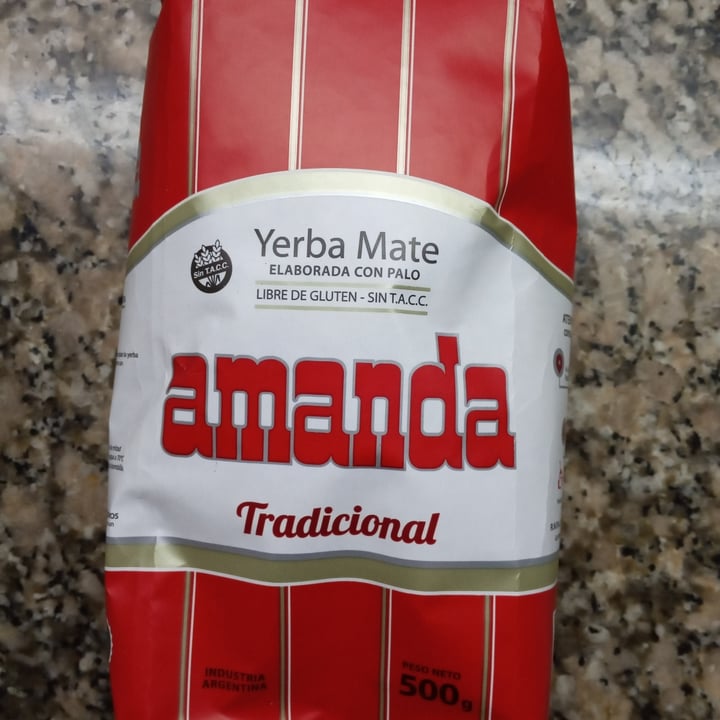 Sin T.A.C.C.
Yerba Mate
ELABORADA CON PALO
LIBRE DE GLUTEN - SIN T.A.C.C.
amanda
Tradicional
INDUSTRIA
ARGENTINA
PESO NETO
500g